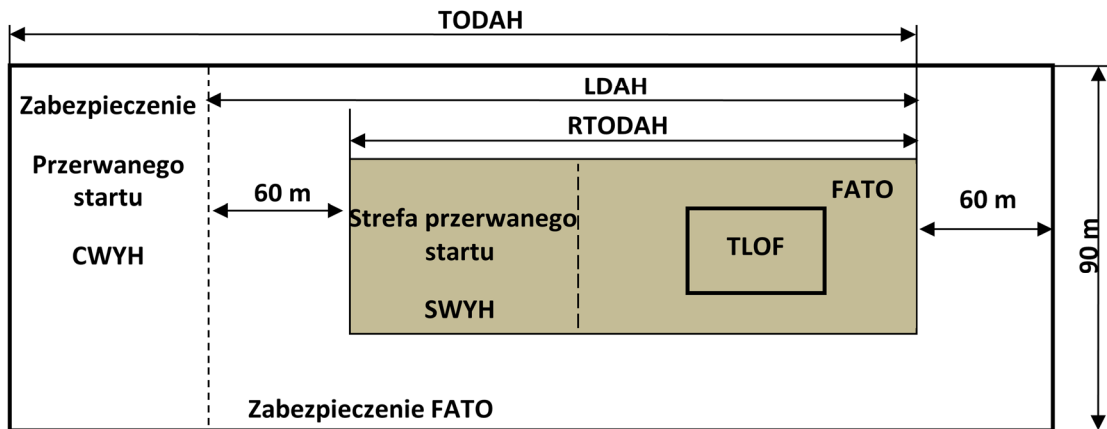 TODAH
LDAH
RTODAH
Zabezpieczenie
Przerwanego
startu
CWYH
60 m
Strefa przerwanego
startu
SWYH
FATO
TLOF
60 m
90 m
Zabezpieczenie FATO